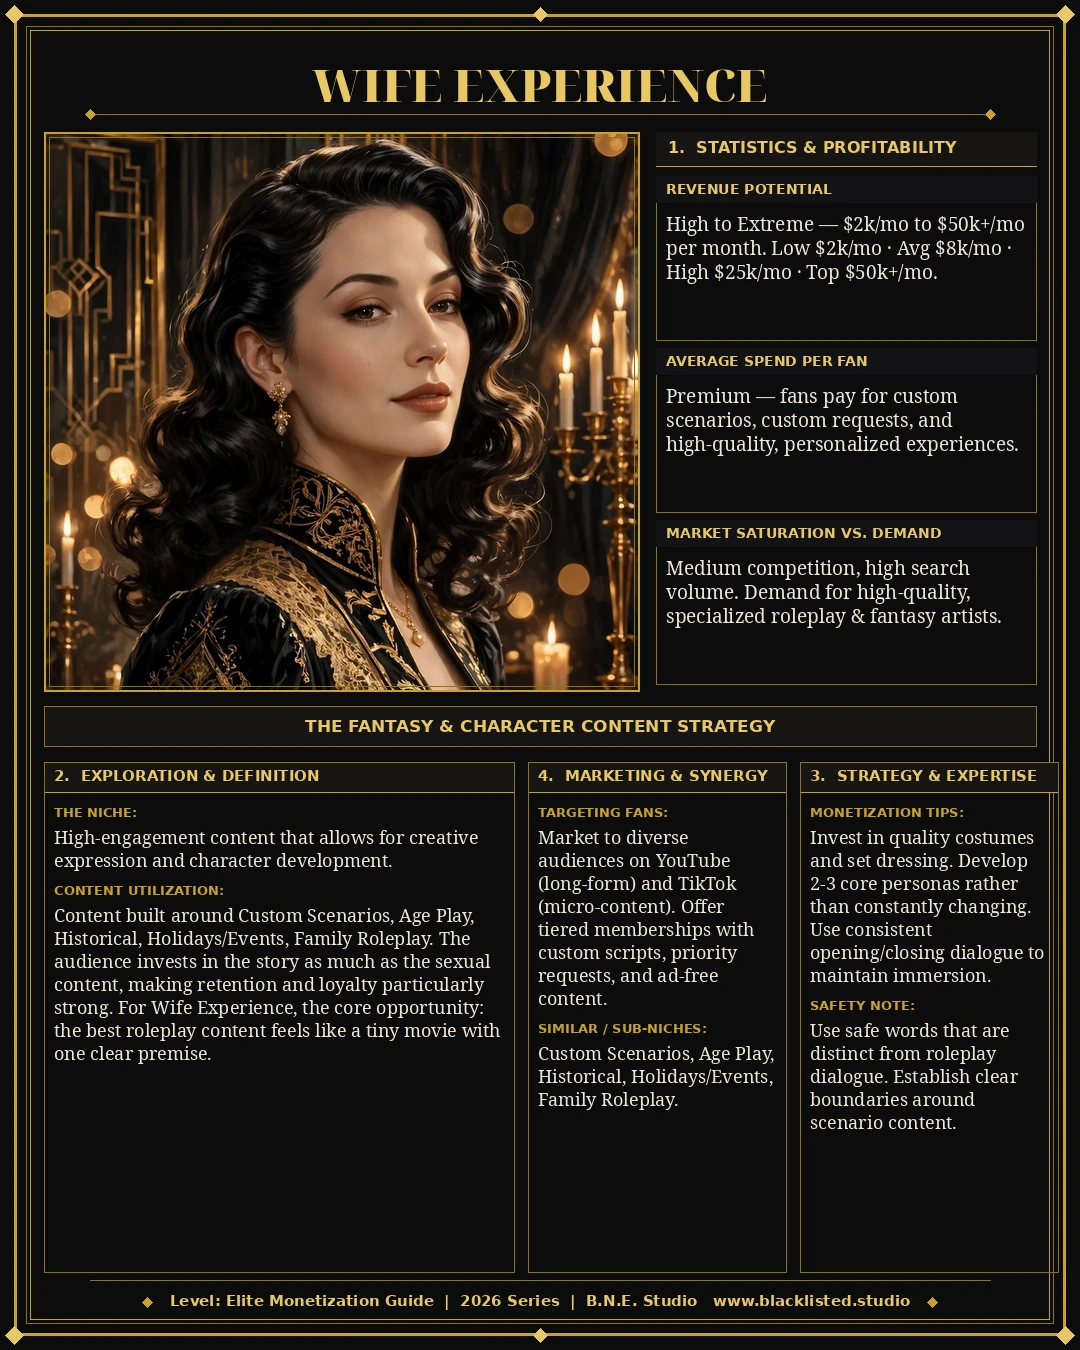 WIFE EXPERIENCE
1. STATISTICS & PROFITABILITY
REVENUE POTENTIAL
High to Extreme — $2k/mo to $50k+/mo
per month. Low $2k/mo · Avg $8k/mo ·
High $25k/mo · Top $50k+/mo.
AVERAGE SPEND PER FAN
Premium — fans pay for custom
scenarios, custom requests, and
high-quality, personalized experiences.
MARKET SATURATION VS. DEMAND
Medium competition, high search
volume. Demand for high-quality,
specialized roleplay & fantasy artists.
THE FANTASY & CHARACTER CONTENT STRATEGY
2. EXPLORATION & DEFINITION
THE NICHE:
High-engagement content that allows for creative
expression and character development.
CONTENT UTILIZATION:
Content built around Custom Scenarios, Age Play,
Historical, Holidays/Events, Family Roleplay. The
audience invests in the story as much as the sexual
content, making retention and loyalty particularly
strong. For Wife Experience, the core opportunity:
the best roleplay content feels like a tiny movie with
one clear premise.
4. MARKETING & SYNERGY
TARGETING FANS:
Market to diverse
audiences on YouTube
(long-form) and TikTok
(micro-content). Offer
tiered memberships with
custom scripts, priority
requests, and ad-free
content.
SIMILAR / SUB-NICHES:
Custom Scenarios, Age Play,
Historical, Holidays/Events,
Family Roleplay.
3. STRATEGY & EXPERTISE
MONETIZATION TIPS:
Invest in quality costumes
and set dressing. Develop
2-3 core personas rather
than constantly changing.
Use consistent
opening/closing dialogue to
maintain immersion.
SAFETY NOTE:
Use safe words that are
distinct from roleplay
dialogue. Establish clear
boundaries around
scenario content.
Level: Elite Monetization Guide | 2026 Series | B.N.E. Studio www.blacklisted.studio